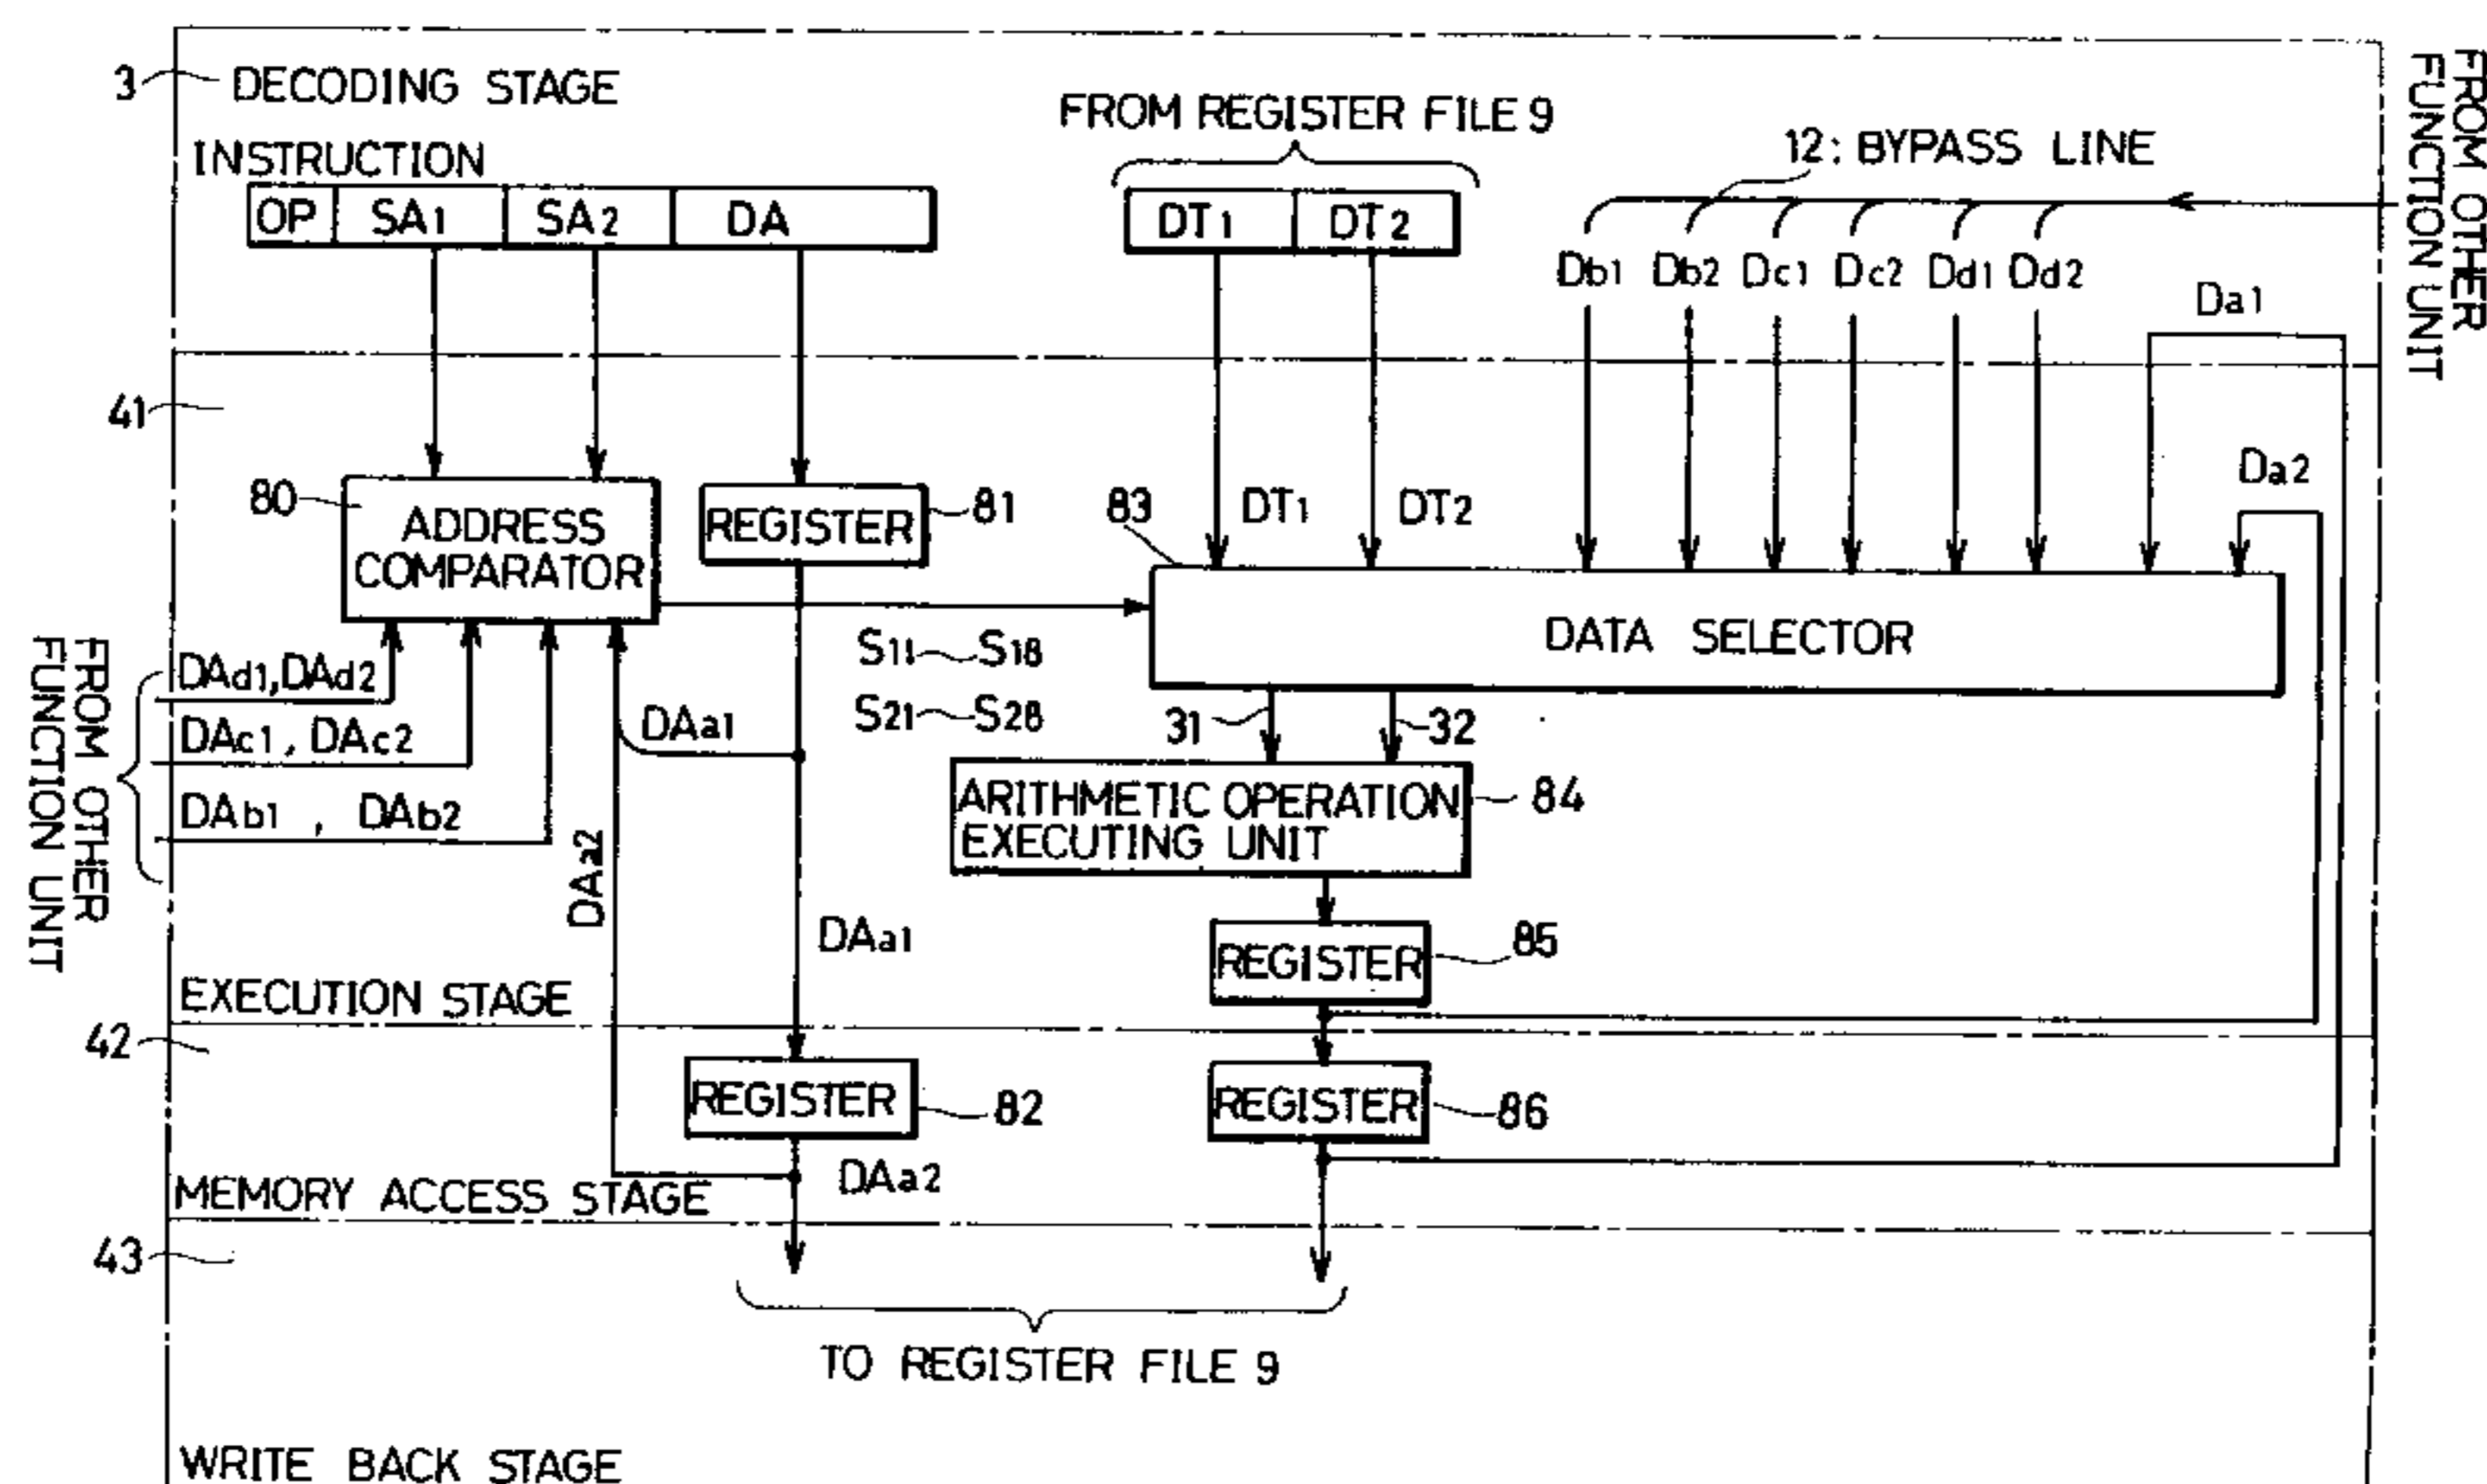 3 DECODING STAGE
FROM REGISTER FILE 9
12: BYPASS LINE
FROM OTHER
FUNCTION UNIT
INSTRUCTION
OP SA1 SA2 DA
DT1 DT2
Db1 Db2 Dc1 Dc2 Dd1 Dd2
Da1
41
Da2
80 ADDRESS
COMPARATOR
REGISTER 81
83
DT1 DT2
DATA SELECTOR
S11~S18
S21~S28
FROM OTHER
FUNCTION UNIT
DAd1, DAd2
DAc1, DAc2
DAb1, DAb2
DAa1
DAa2
31 32
ARITHMETIC OPERATION
EXECUTING UNIT
84
DAa1
REGISTER 85
EXECUTION STAGE
42
REGISTER 82
REGISTER 86
DAa2
MEMORY ACCESS STAGE
43
TO REGISTER FILE 9
WRITE BACK STAGE